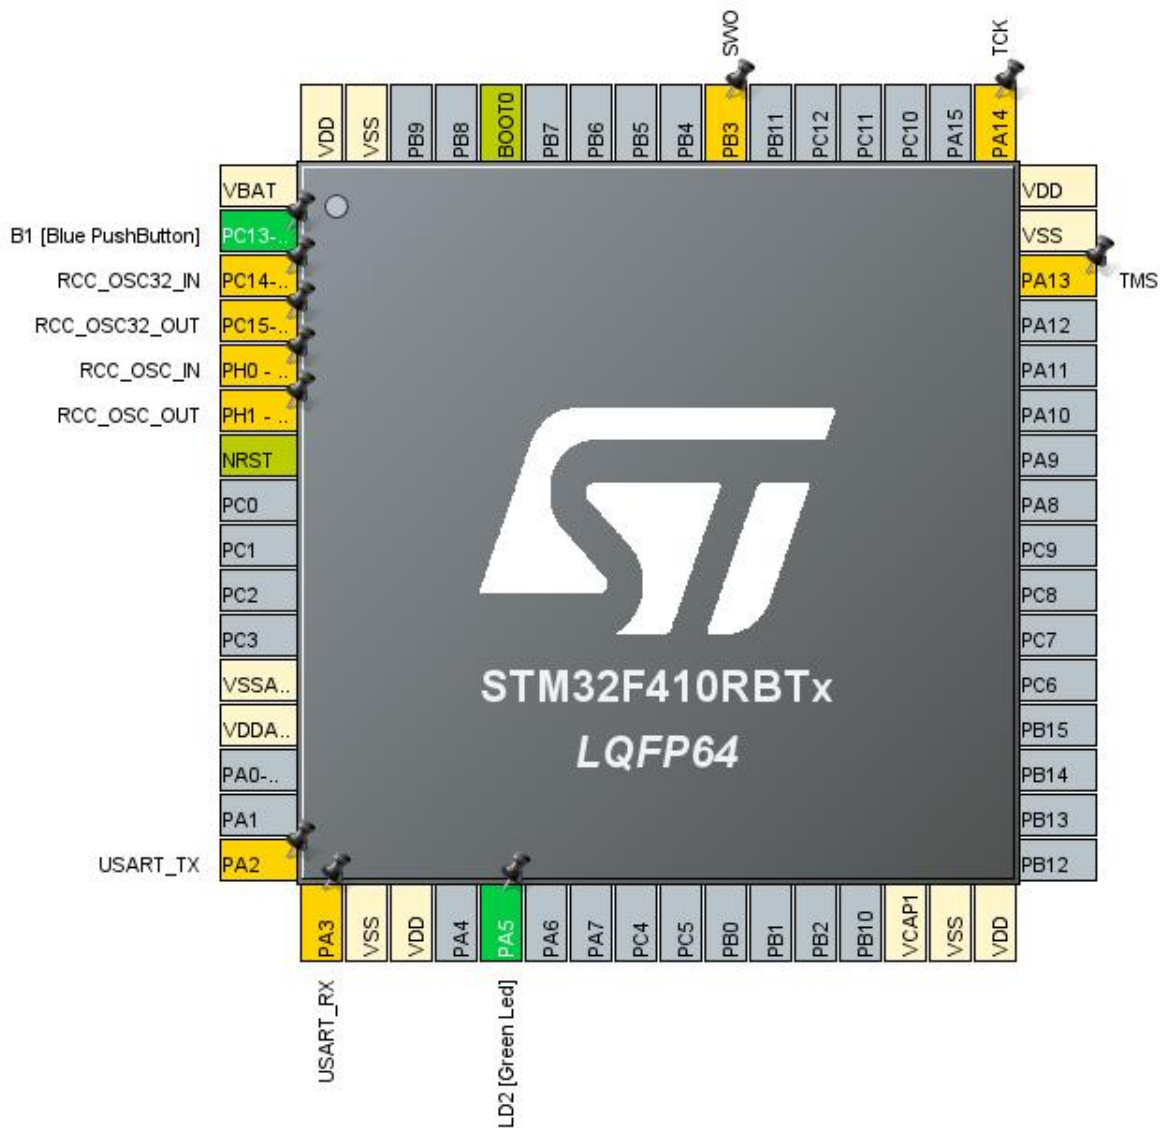 SWO
TCK
VDD
VSS
PB9
PB8
BOOT0
PB7
PB6
PB5
PB4
PB3
PB11
PC12
PC11
PC10
PA15
PA14
VBAT
B1 [Blue PushButton] PC13-..
RCC_OSC32_IN PC14-..
RCC_OSC32_OUT PC15-..
RCC_OSC_IN PH0 - ..
RCC_OSC_OUT PH1 - ..
NRST
PC0
PC1
PC2
PC3
VSSA..
VDDA..
PA0-..
PA1
USART_TX PA2
VDD
VSS
PA13 TMS
PA12
PA11
PA10
PA9
PA8
PC9
PC8
PC7
PC6
PB15
PB14
PB13
PB12
ST
STM32F410RBTx
LQFP64
PA3
VSS
VDD
PA4
PA5
PA6
PA7
PC4
PC5
PB0
PB1
PB2
PB10
VCAP1
VSS
VDD
USART_RX
LD2 [Green Led]